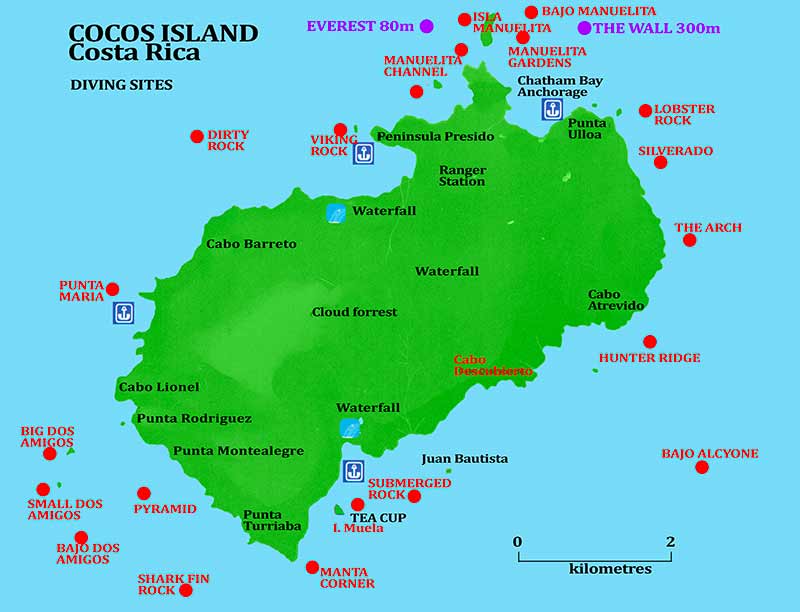 COCOS ISLAND
Costa Rica
DIVING SITES
EVEREST 80m
ISLA
MANUELITA
BAJO MANUELITA
THE WALL 300m
MANUELITA
GARDENS
MANUELITA
CHANNEL
Chatham Bay
Anchorage
LOBSTER
ROCK
Punta
Ulloa
DIRTY
ROCK
VIKING
ROCK
Peninsula Presido
SILVERADO
Ranger
Station
Waterfall
THE ARCH
Cabo Barreto
Waterfall
PUNTA
MARIA
Cabo
Atrevido
Cloud forrest
HUNTER RIDGE
Cabo
Descubierto
Cabo Lionel
Waterfall
Punta Rodriguez
BIG DOS
AMIGOS
Punta Montealegre
Juan Bautista
BAJO ALCYONE
SUBMERGED
ROCK
SMALL DOS
AMIGOS
PYRAMID
Punta
Turriaba
TEA CUP
I. Muela
BAJO DOS
AMIGOS
0 2
kilometres
SHARK FIN
ROCK
MANTA
CORNER